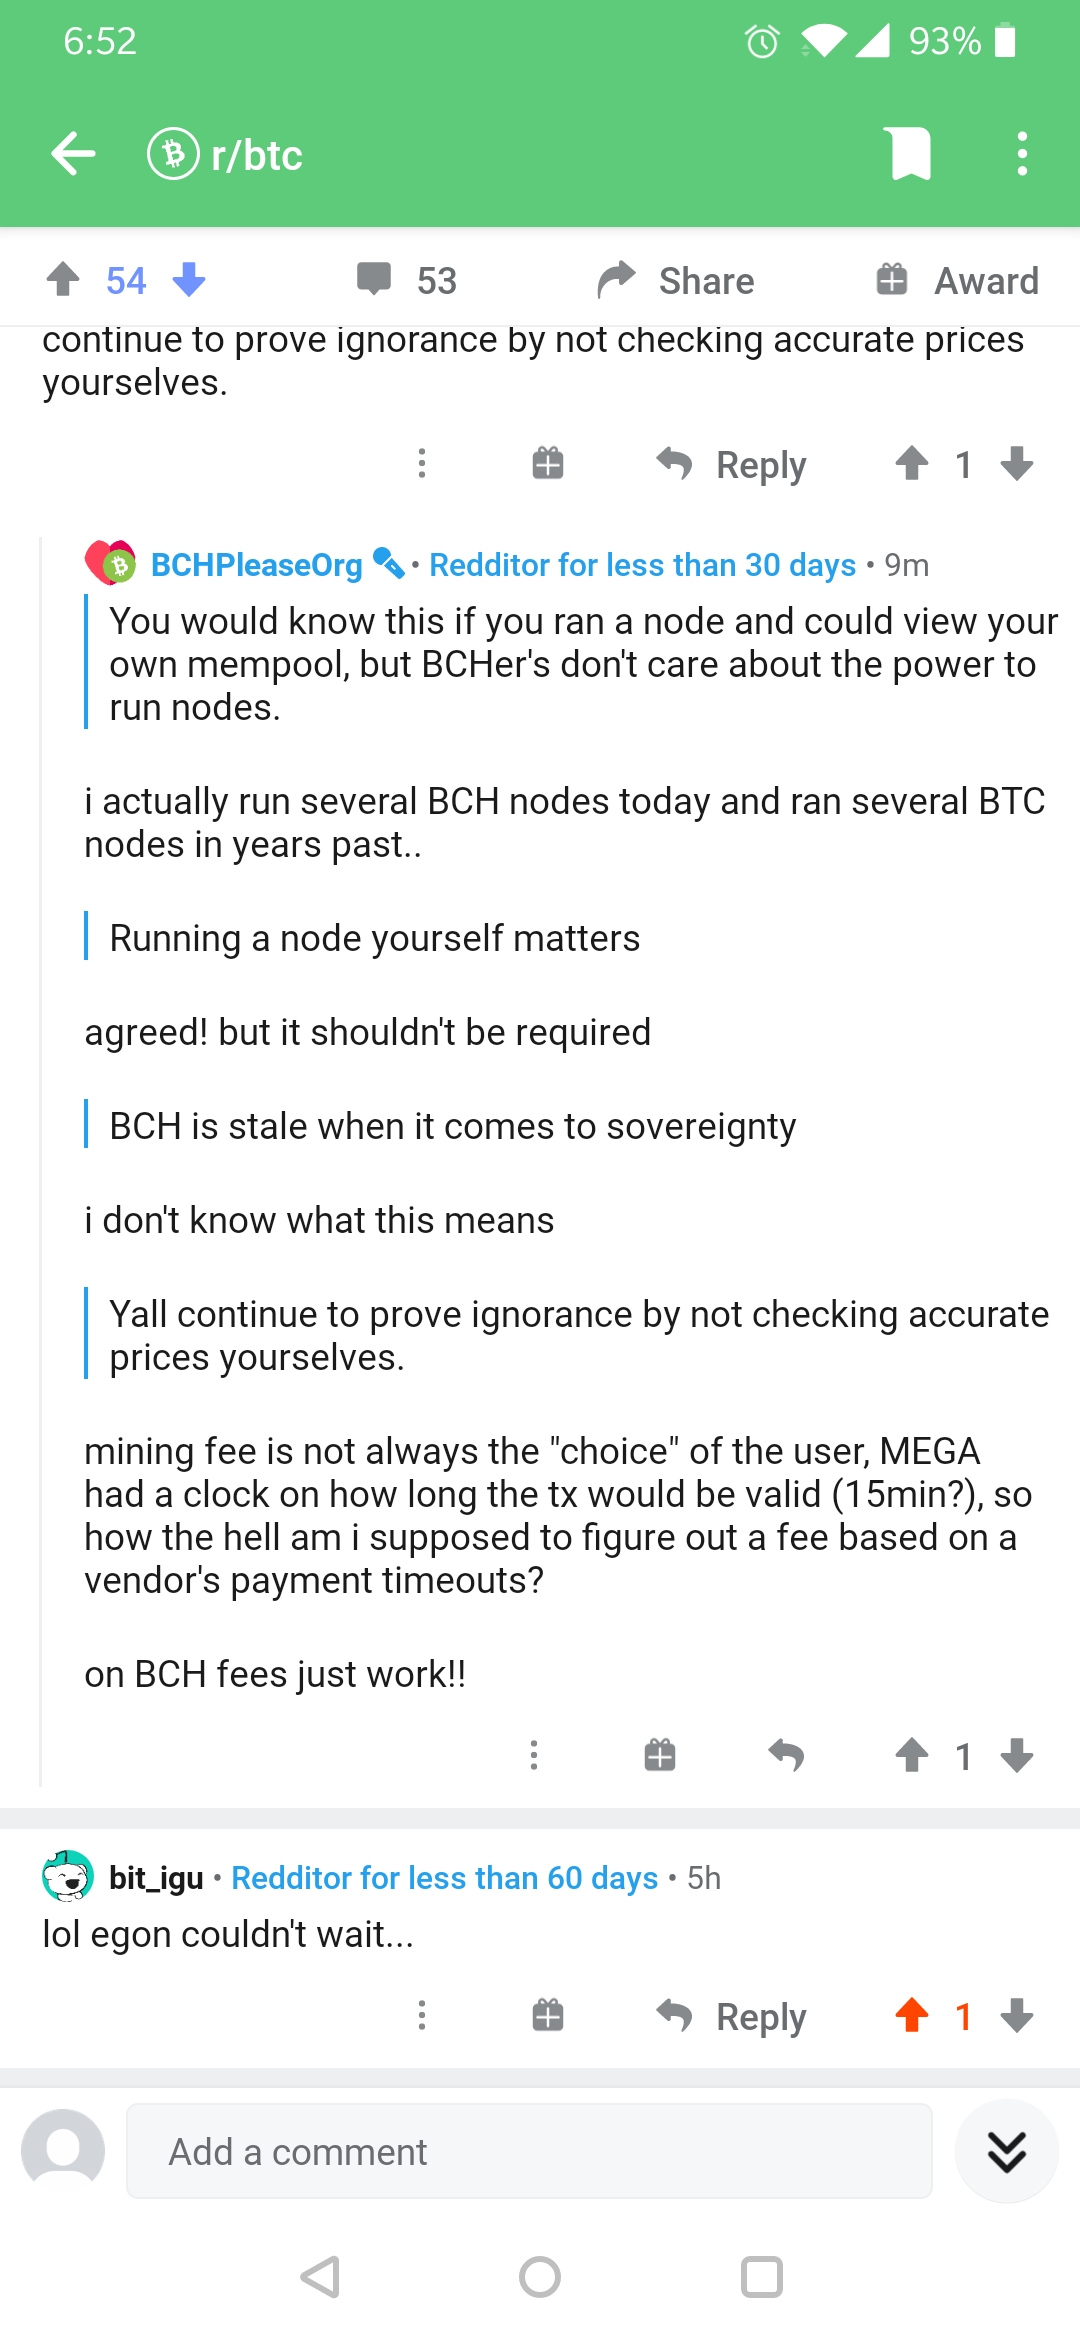 6:52
93%
r/btc
54
53
Share
Award
continue to prove ignorance by not checking accurate prices
yourselves.
Reply
1
BCHPleaseOrg • Redditor for less than 30 days • 9m
You would know this if you ran a node and could view your
own mempool, but BCHer's don't care about the power to
run nodes.
i actually run several BCH nodes today and ran several BTC
nodes in years past..
Running a node yourself matters
agreed! but it shouldn't be required
BCH is stale when it comes to sovereignty
i don't know what this means
Yall continue to prove ignorance by not checking accurate
prices yourselves.
mining fee is not always the "choice" of the user, MEGA
had a clock on how long the tx would be valid (15min?), so
how the hell am i supposed to figure out a fee based on a
vendor's payment timeouts?
on BCH fees just work!!
1
bit_igu • Redditor for less than 60 days • 5h
lol egon couldn't wait...
Reply
1
Add a comment